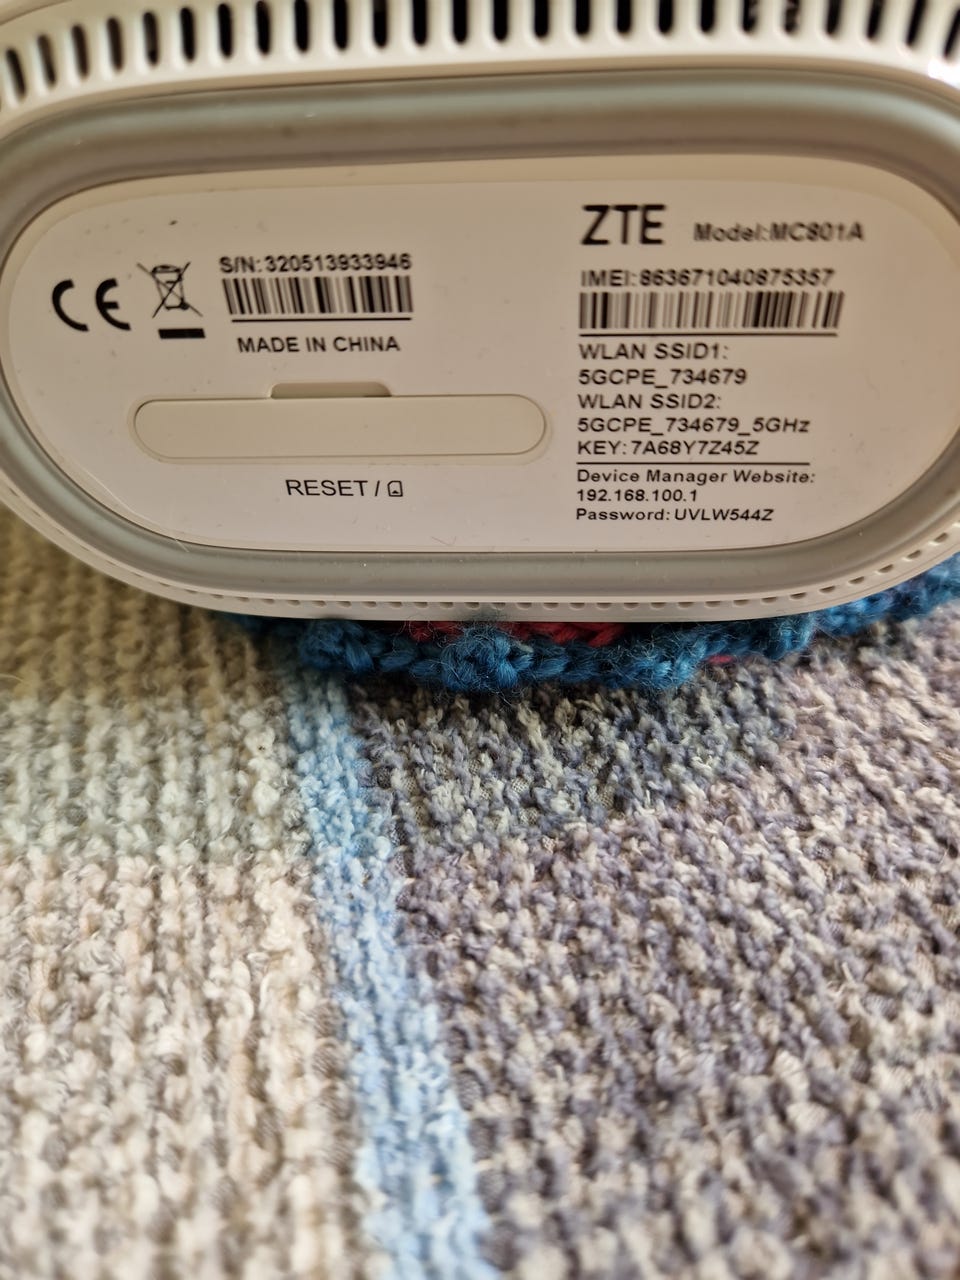 S/N:320513933946
MADE IN CHINA
RESET /
ZTE Model:MC801A
IMEI:863671040875357
WLAN SSID1:
5GCPE_734679
WLAN SSID2:
5GCPE_734679_5GHz
KEY:7A68Y7Z45Z
Device Manager Website:
192.168.100.1
Password:UVLW544Z